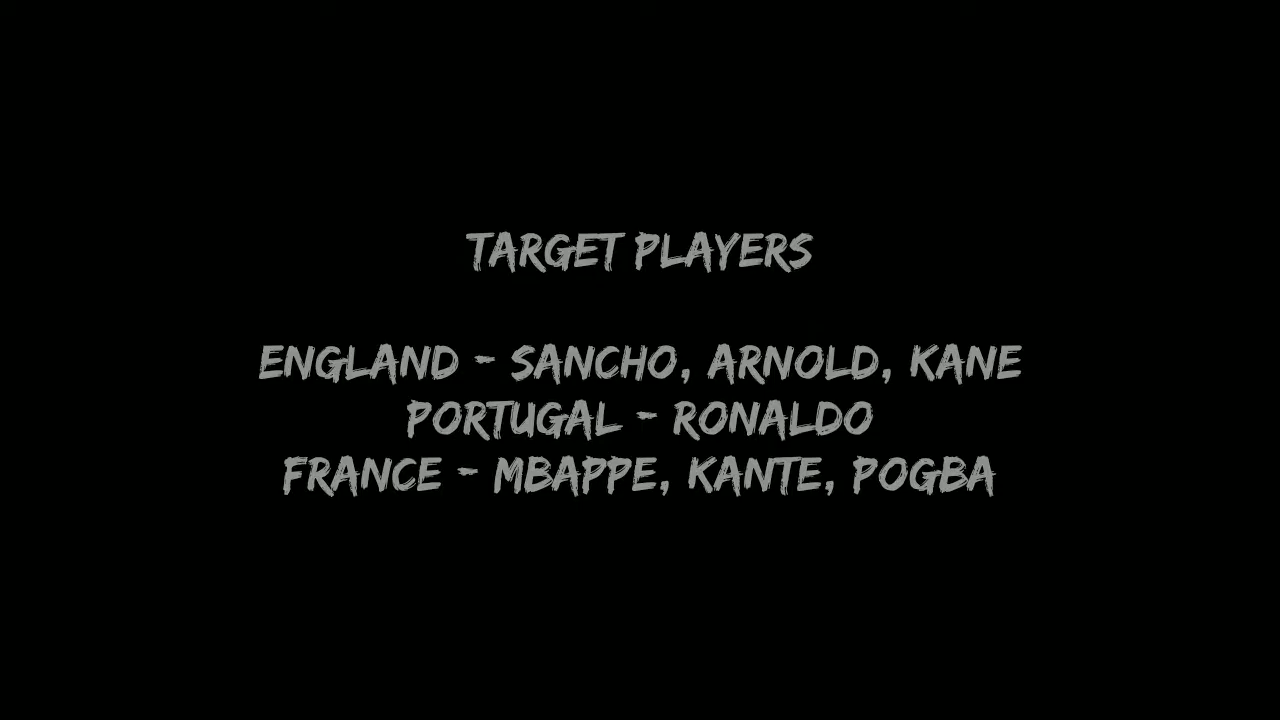 TARGET PLAYERS
ENGLAND - SANCHO, ARNOLD, KANE
PORTUGAL - RONALDO
FRANCE - MBAPPE, KANTE, POGBA